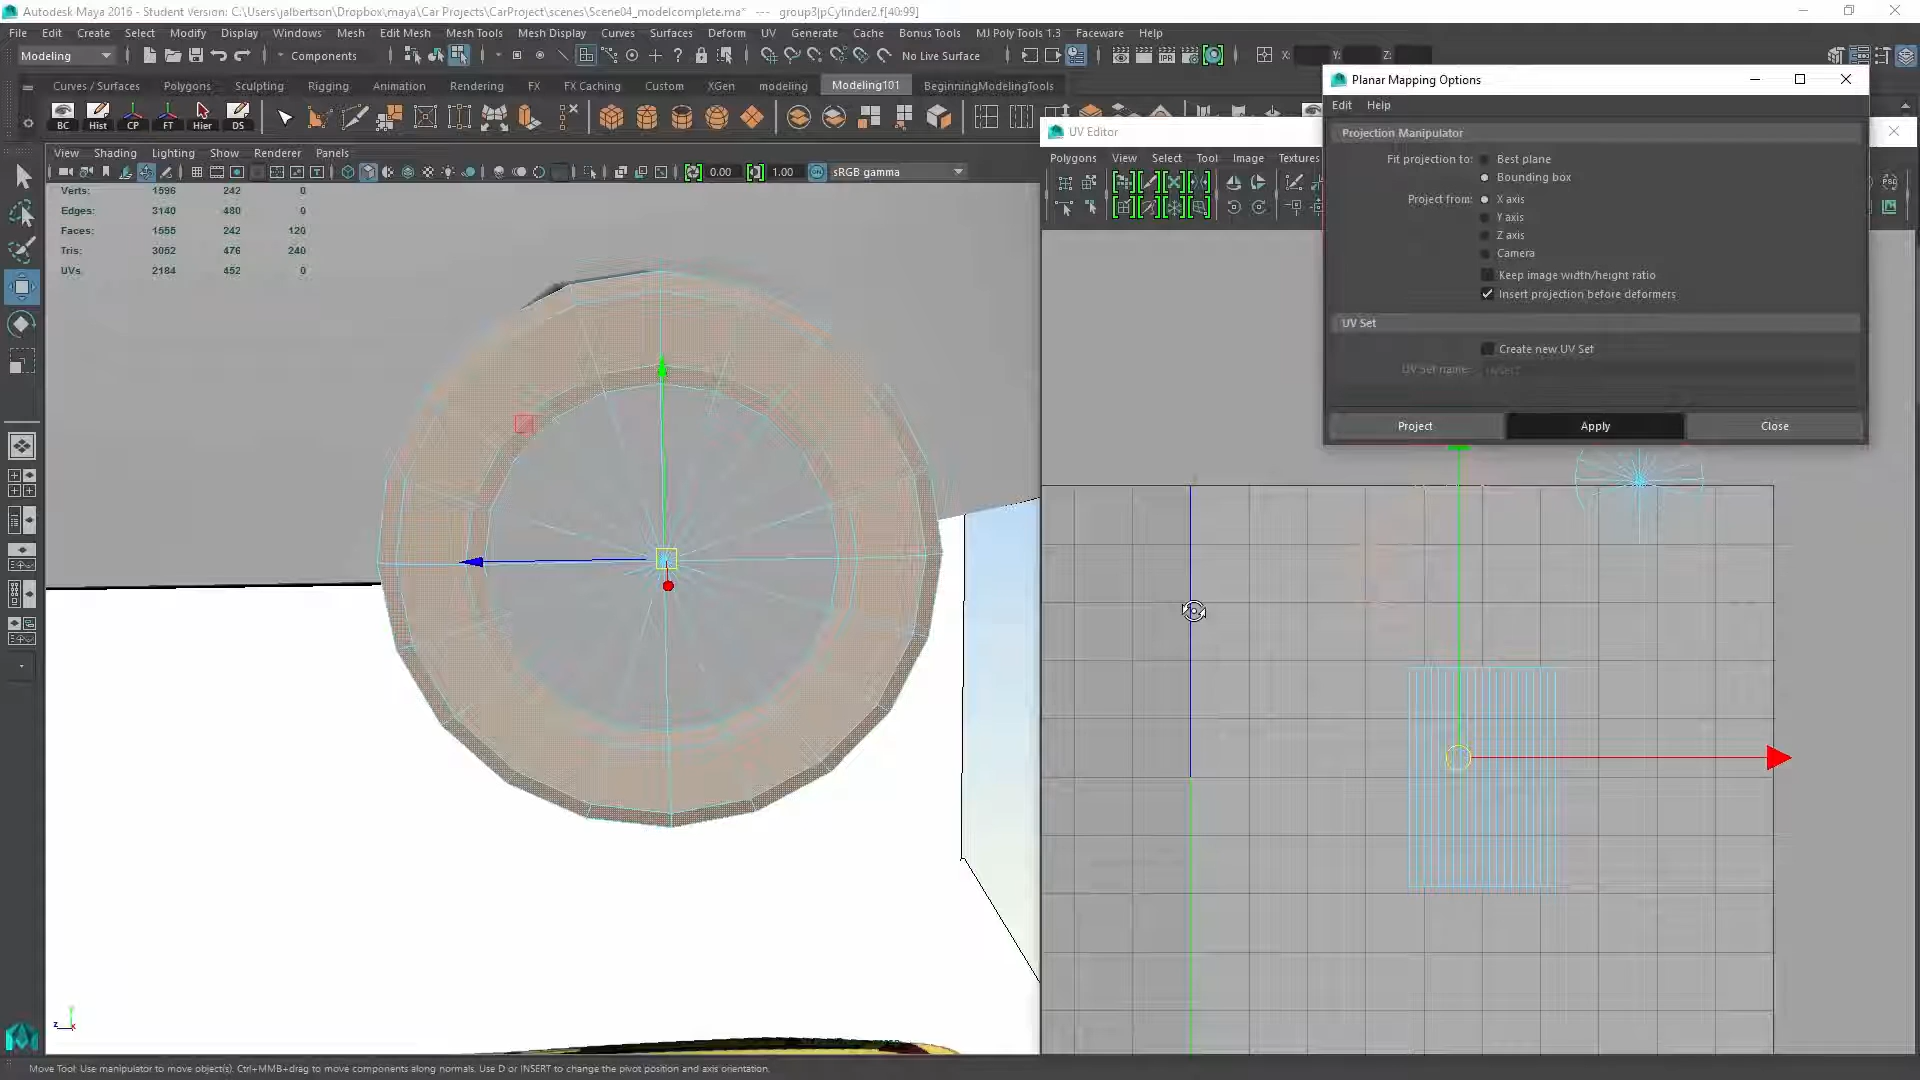 Autodesk Maya 2016 - Student Version: C:\Users\jalbertson\Dropbox\maya\Car Projects\CarProject\scenes\Scene04_modelcomplete.ma* --- group3|pCylinder2.f[40:99]
File Edit Create Select Modify Display Windows Mesh Edit Mesh Mesh Tools Mesh Display Curves Surfaces Deform UV Generate Cache Bonus Tools MJ Poly Tools 1.3 Faceware Help
Modeling Components No Live Surface X: Y: Z:
Curves / Surfaces Polygons Sculpting Rigging Animation Rendering FX FX Caching Custom XGen modeling Modeling101 BeginningModelingTools
BC Hist CP FT Hier DS
View Shading Lighting Show Renderer Panels
0.00 1.00 sRGB gamma
Verts: 1596 242 0
Edges: 3140 480 0
Faces: 1555 242 120
Tris: 3052 476 240
UVs: 2184 452 0
UV Editor
Polygons View Select Tool Image Textures
Planar Mapping Options
Edit Help
Projection Manipulator
Fit projection to: Best plane
Bounding box
Project from: X axis
Y axis
Z axis
Camera
Keep image width/height ratio
Insert projection before deformers
UV Set
Create new UV Set
UV Set name:
Project Apply Close
Move Tool: Use manipulator to move object(s). Ctrl+MMB+drag to move components along normals. Use D or INSERT to change the pivot position and axis orientation.